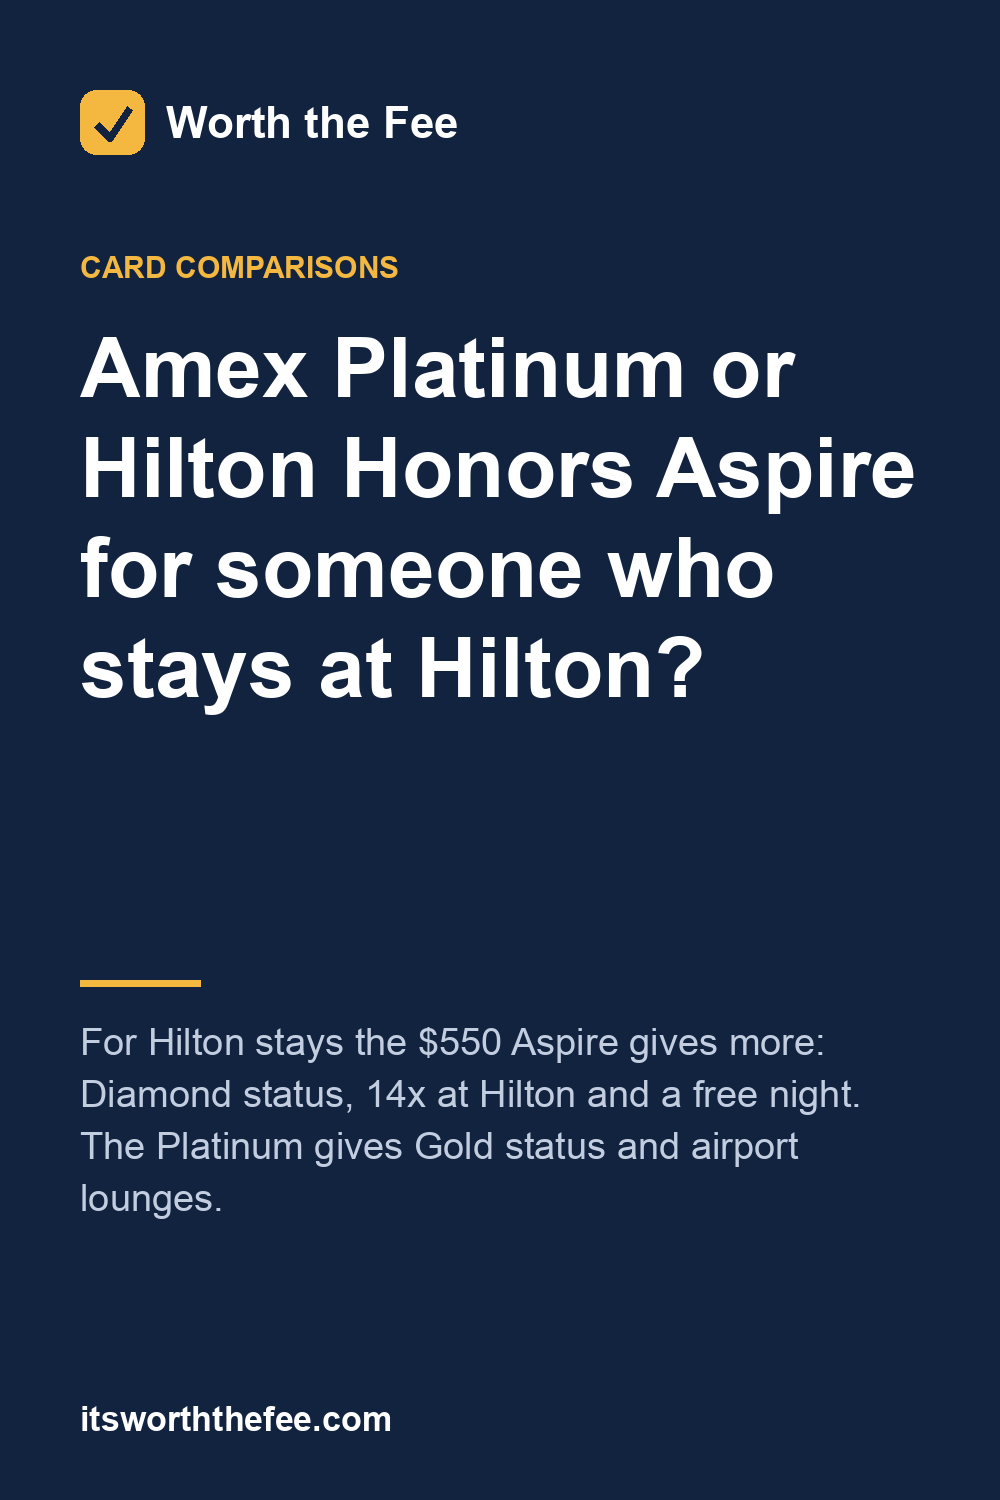 Worth the Fee
CARD COMPARISONS
Amex Platinum or
Hilton Honors Aspire
for someone who
stays at Hilton?
For Hilton stays the $550 Aspire gives more:
Diamond status, 14x at Hilton and a free night.
The Platinum gives Gold status and airport
lounges.
itsworththefee.com